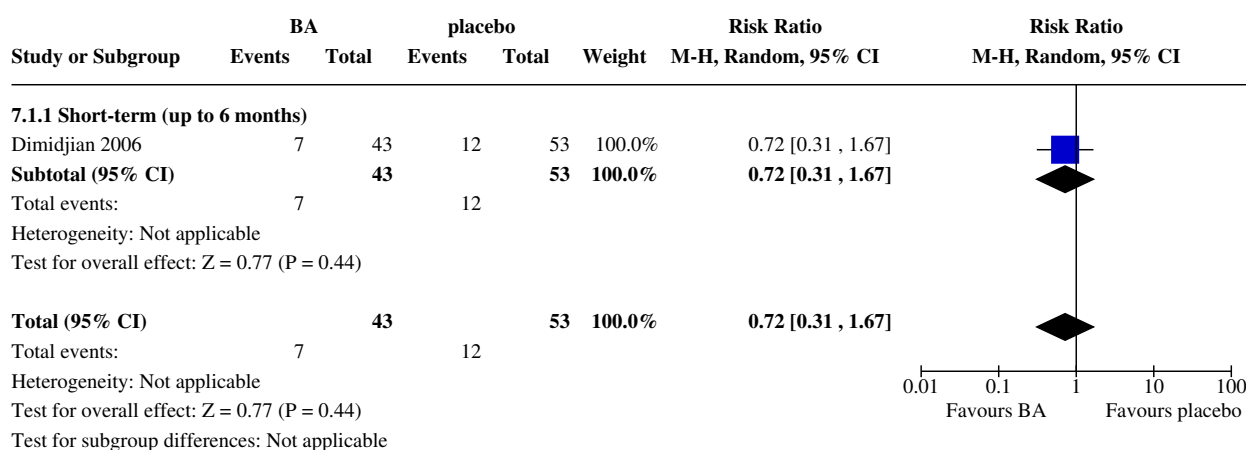 BA placebo Risk Ratio Risk Ratio
Study or Subgroup Events Total Events Total Weight M-H, Random, 95% CI M-H, Random, 95% CI
7.1.1 Short-term (up to 6 months)
Dimidjian 2006 7 43 12 53 100.0% 0.72 [0.31 , 1.67]
Subtotal (95% CI) 43 53 100.0% 0.72 [0.31 , 1.67]
Total events: 7 12
Heterogeneity: Not applicable
Test for overall effect: Z = 0.77 (P = 0.44)
Total (95% CI) 43 53 100.0% 0.72 [0.31 , 1.67]
Total events: 7 12
Heterogeneity: Not applicable
0.01 0.1 1 10 100
Test for overall effect: Z = 0.77 (P = 0.44)
Favours BA Favours placebo
Test for subgroup differences: Not applicable